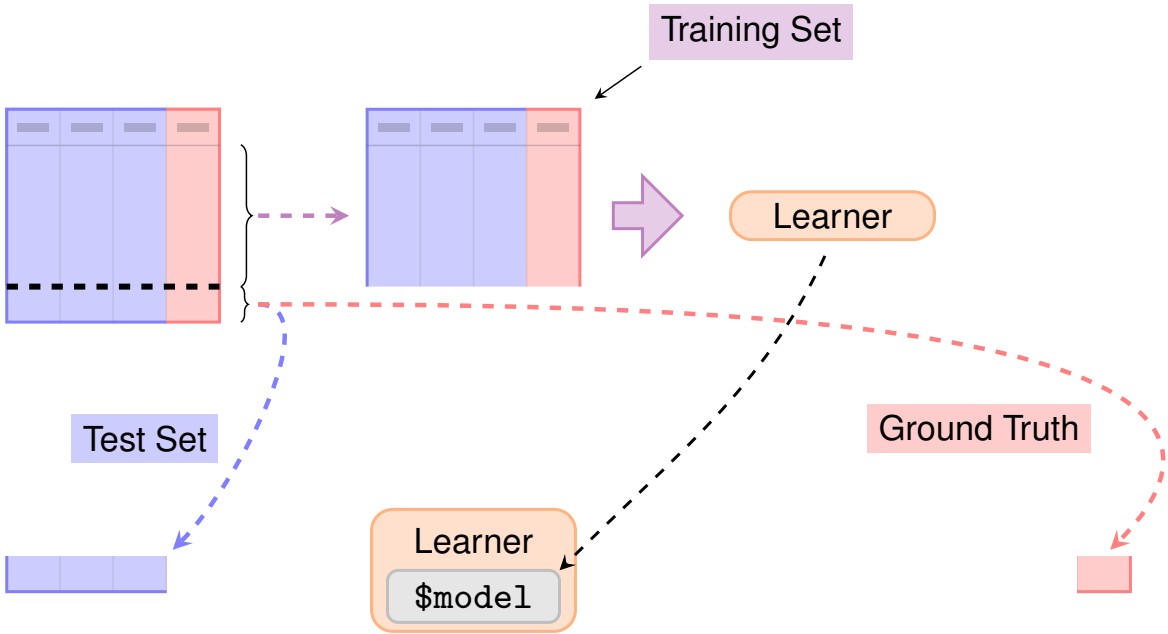 Training Set
Learner
Test Set
Ground Truth
Learner
$model